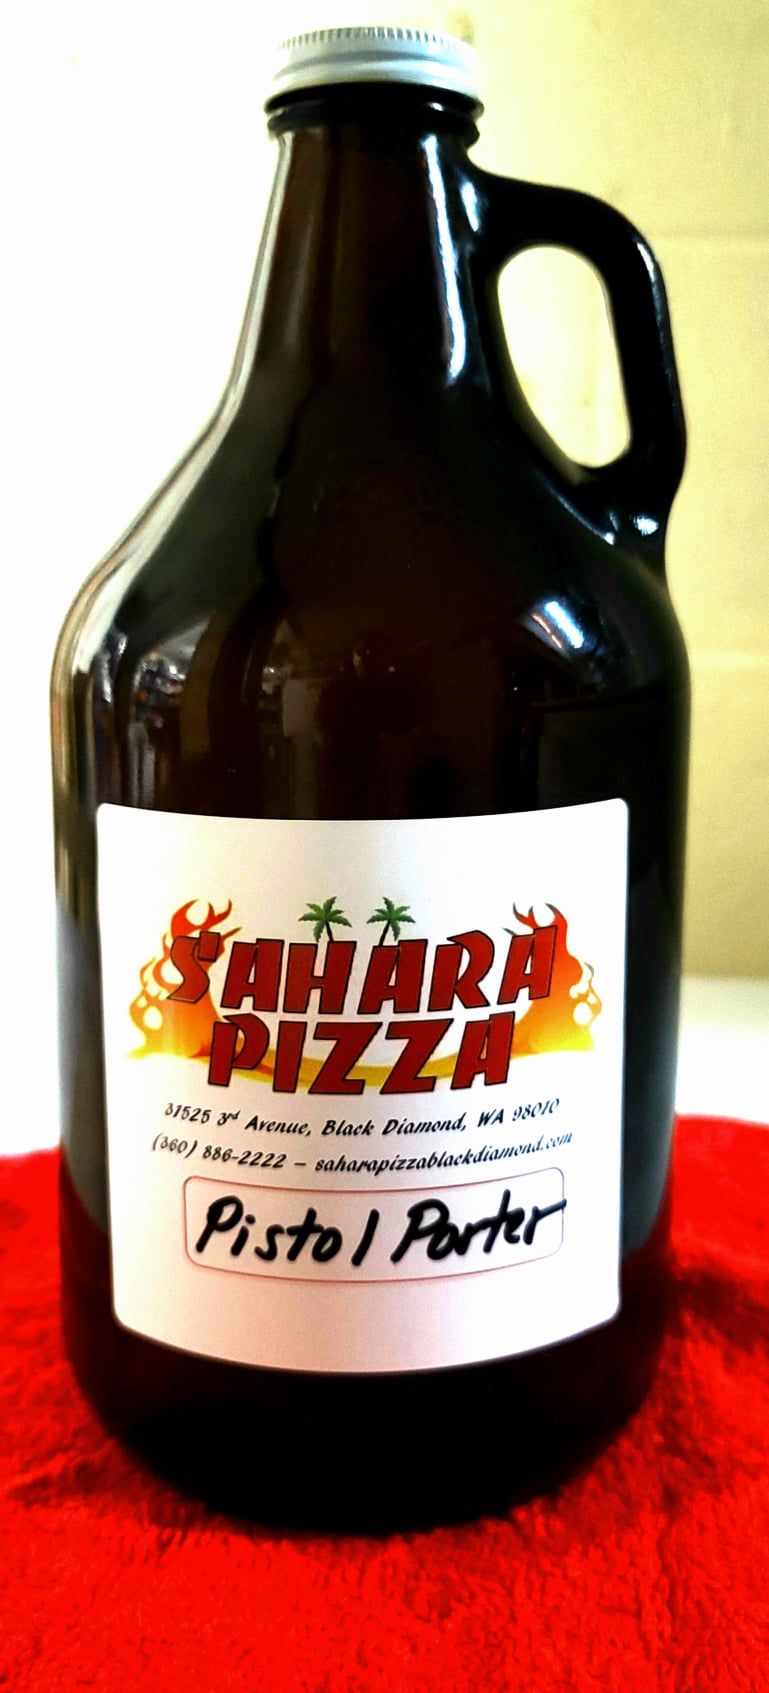 SAHARA
PIZZA
31525 3rd Avenue, Black Diamond, WA 98010
(360) 886-2222 – saharapizzablackdiamond.com
Pistol Porter